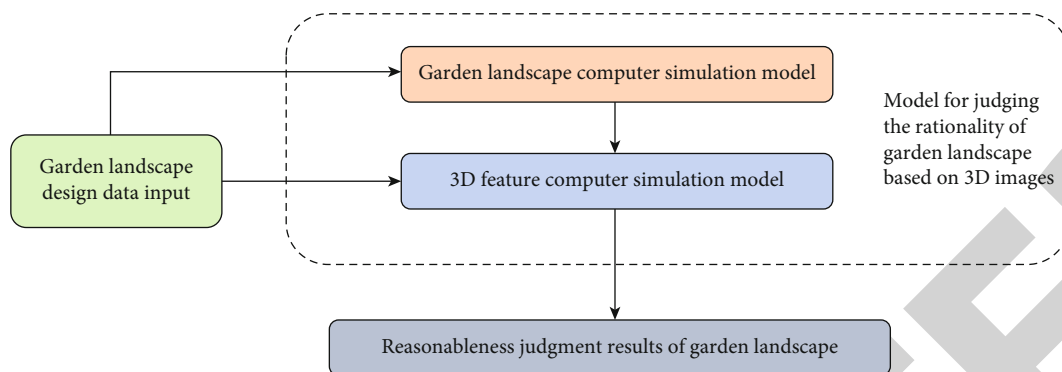 Garden landscape computer simulation model
Garden landscape
design data input
3D feature computer simulation model
Model for judging
the rationality of
garden landscape
based on 3D images
Reasonableness judgment results of garden landscape